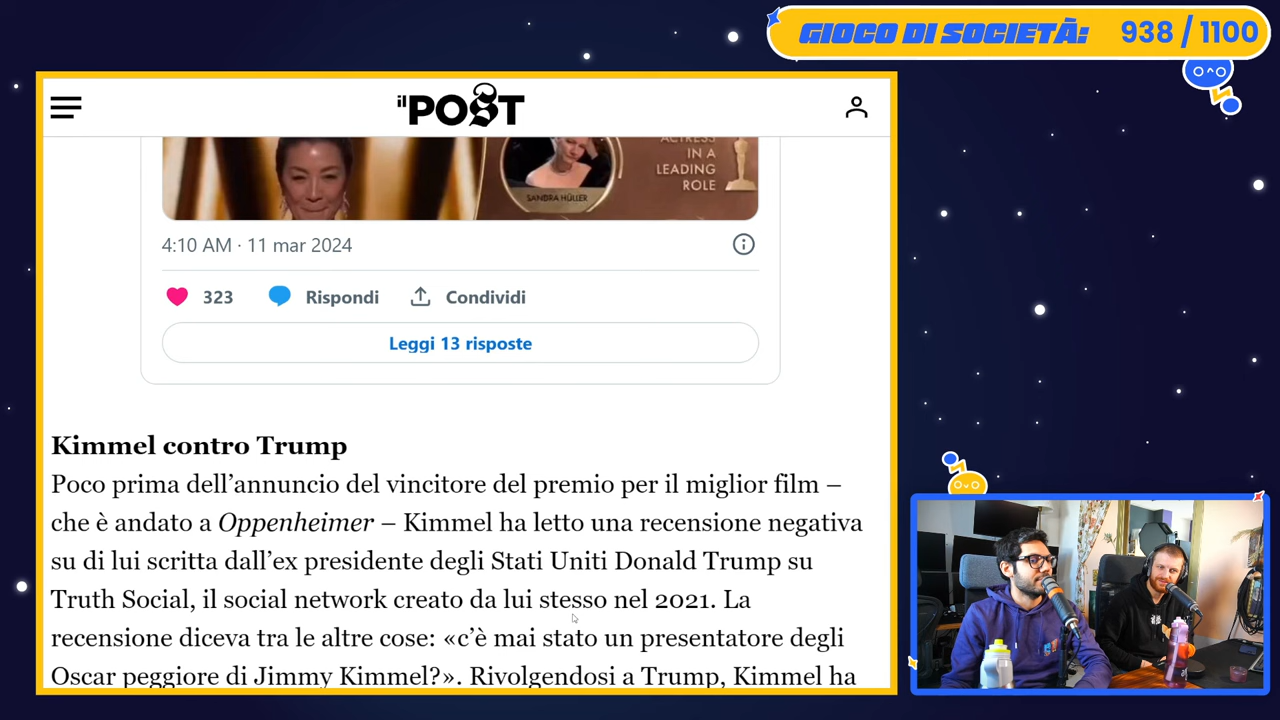 GIOCO DI SOCIETÀ: 938 / 1100
il POST
ACTRESS
IN A
LEADING
ROLE
SANDRA HÜLLER
4:10 AM · 11 mar 2024
323 Rispondi Condividi
Leggi 13 risposte
Kimmel contro Trump
Poco prima dell’annuncio del vincitore del premio per il miglior film –
che è andato a Oppenheimer – Kimmel ha letto una recensione negativa
su di lui scritta dall’ex presidente degli Stati Uniti Donald Trump su
Truth Social, il social network creato da lui stesso nel 2021. La
recensione diceva tra le altre cose: «c’è mai stato un presentatore degli
Oscar peggiore di Jimmy Kimmel?». Rivolgendosi a Trump, Kimmel ha